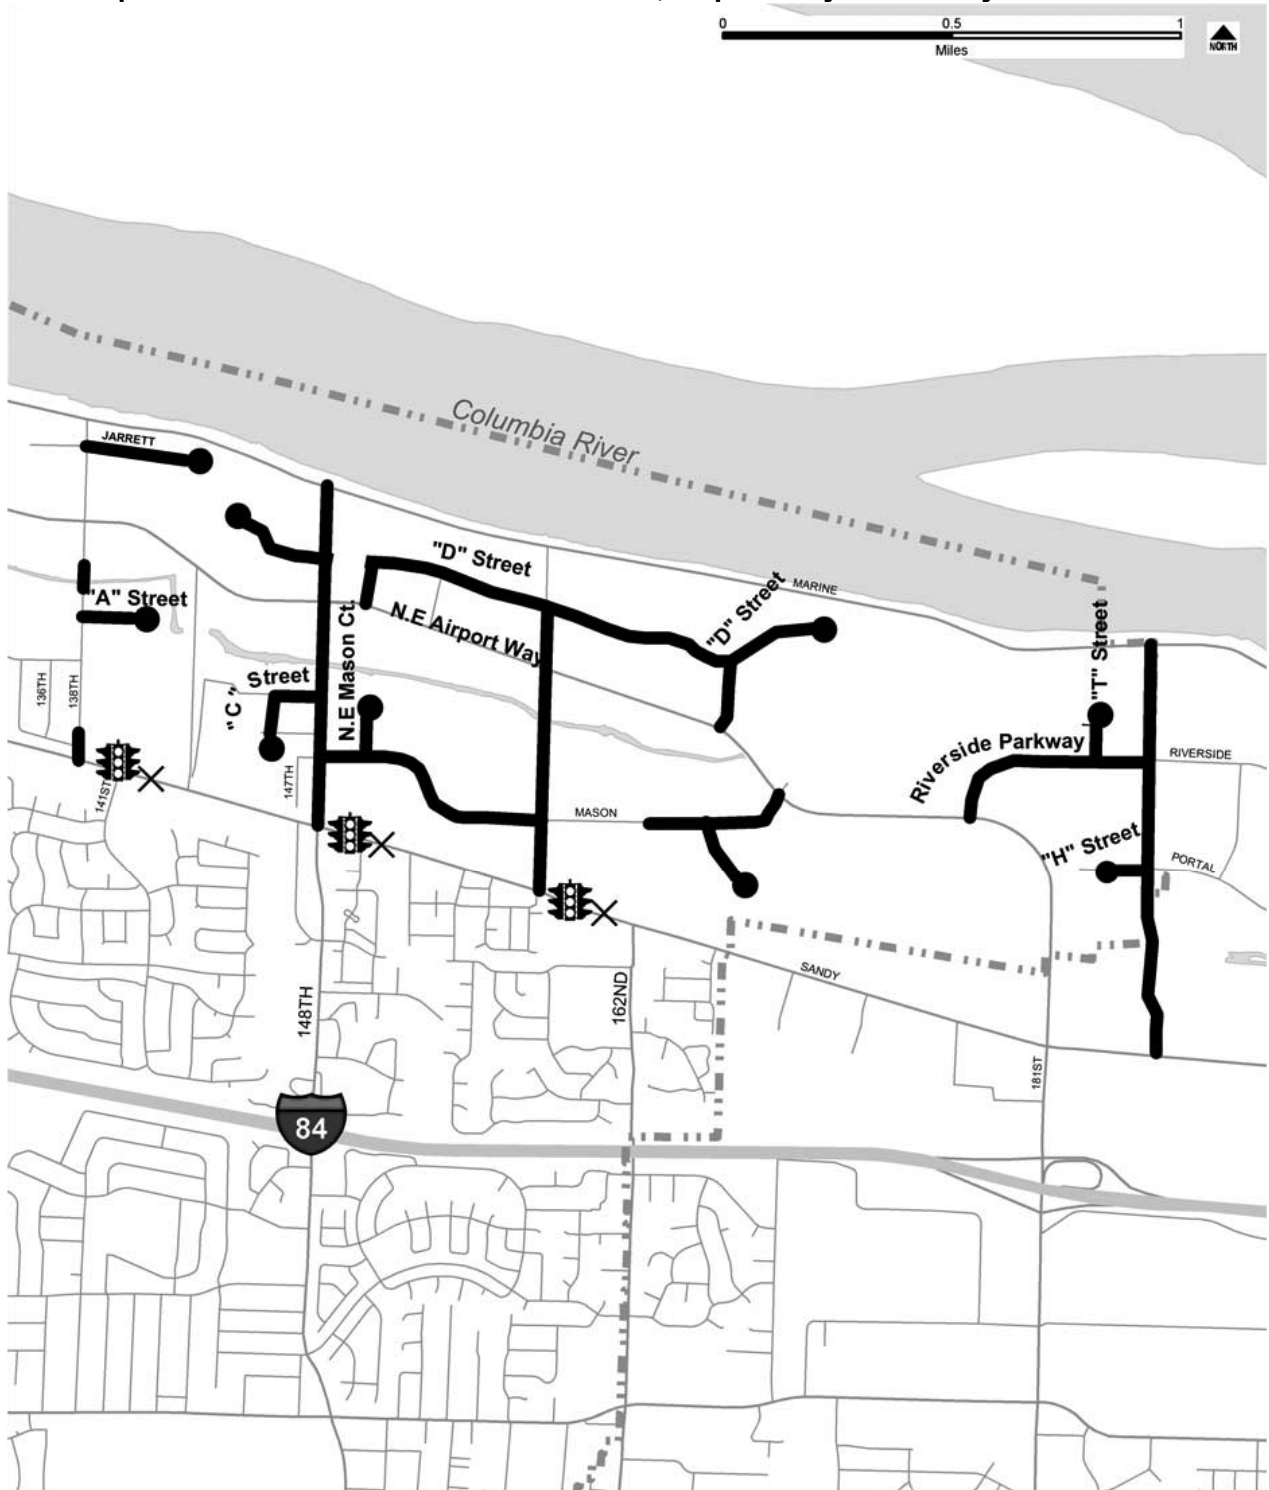 0 0.5 1
Miles
NORTH
Columbia River
JARRETT
"D" Street
MARINE
"A" Street
N.E Airport Way
"D" Street
"T" Street
136TH
138TH
"C" Street
N.E Mason Ct.
Riverside Parkway
RIVERSIDE
147TH
141ST
MASON
"H" Street
PORTAL
SANDY
148TH
162ND
181ST
84